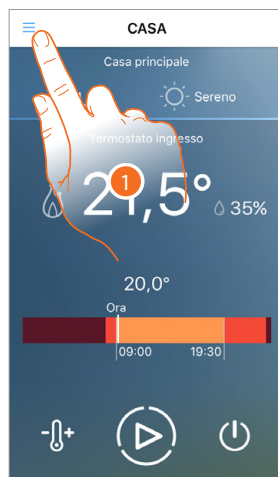 CASA
Casa principale
Sereno
Termostato ingresso
21,5°
35%
1
20,0°
Ora
09:00 19:30
- +